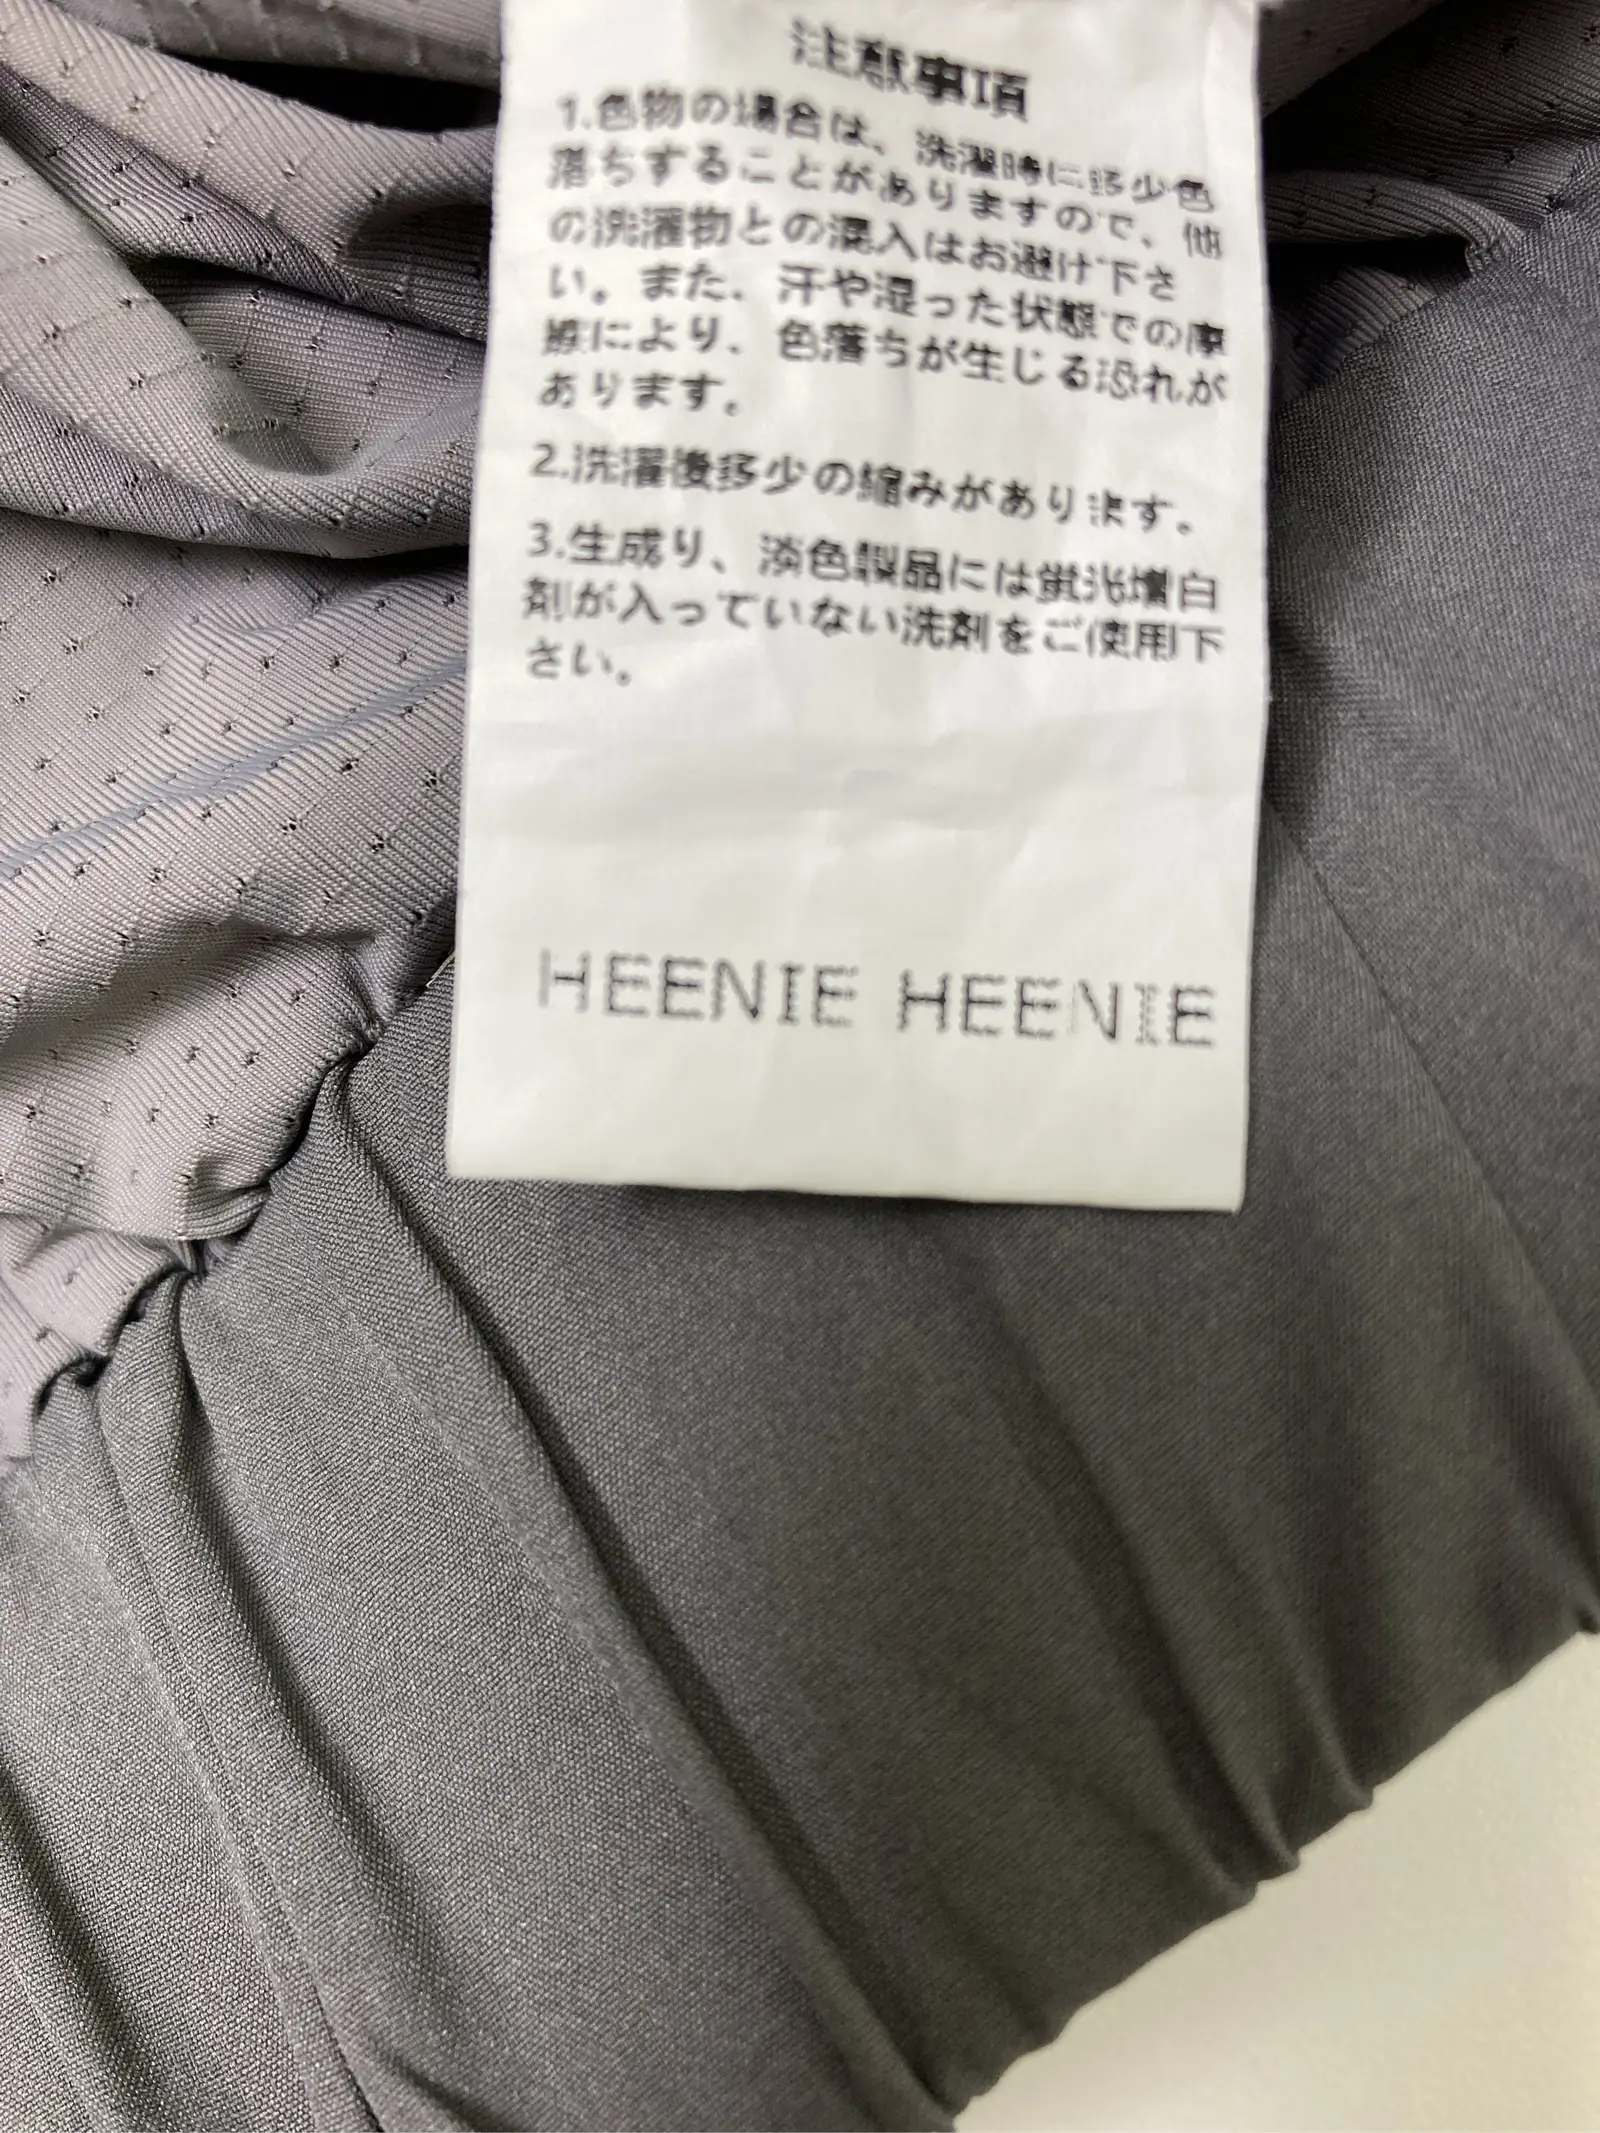 注意事項
1.色物の場合は、洗濯時に多少色
落ちすることがありますので、他
の洗濯物との混入はお避け下さ
い。また、汗や湿った状態での摩
擦により、色落ちが生じる恐れが
あります。
2.洗濯後多少の縮みがあります。
3.生成り、淡色製品には蛍光増白
剤が入っていない洗剤をご使用下
さい。
HEENIE HEENIE